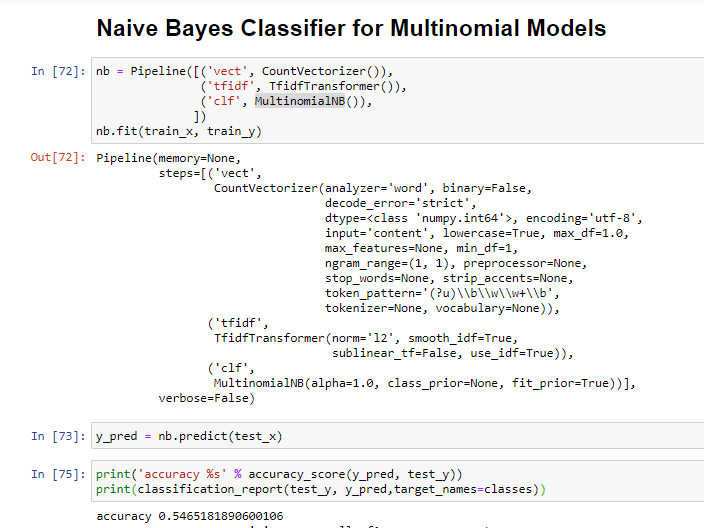 Naive Bayes Classifier for Multinomial Models
In [72]: nb = Pipeline([('vect', CountVectorizer()),
('tfidf', TfidfTransformer()),
('clf', MultinomialNB()),
])
nb.fit(train_x, train_y)
Out[72]: Pipeline(memory=None,
steps=[('vect',
CountVectorizer(analyzer='word', binary=False,
decode_error='strict',
dtype=<class 'numpy.int64'>, encoding='utf-8',
input='content', lowercase=True, max_df=1.0,
max_features=None, min_df=1,
ngram_range=(1, 1), preprocessor=None,
stop_words=None, strip_accents=None,
token_pattern='(?u)\\b\\w\\w+\\b',
tokenizer=None, vocabulary=None)),
('tfidf',
TfidfTransformer(norm='l2', smooth_idf=True,
sublinear_tf=False, use_idf=True)),
('clf',
MultinomialNB(alpha=1.0, class_prior=None, fit_prior=True))],
verbose=False)
In [73]: y_pred = nb.predict(test_x)
In [75]: print('accuracy %s' % accuracy_score(y_pred, test_y))
print(classification_report(test_y, y_pred,target_names=classes))
accuracy 0.5465181890600106